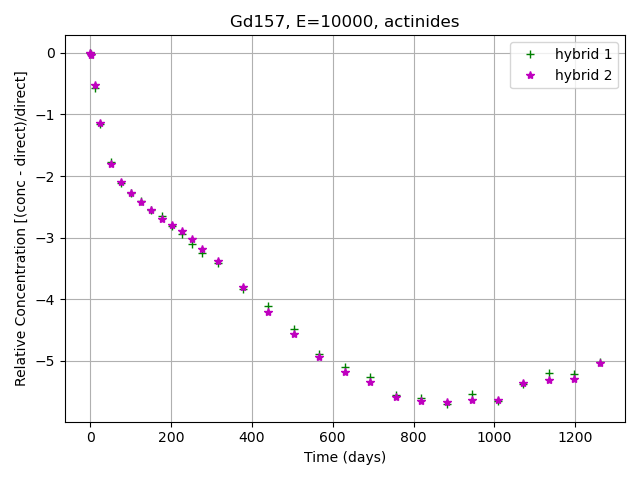 Gd157, E=10000, actinides
hybrid 1
hybrid 2
Relative Concentration [(conc - direct)/direct]
0
−1
−2
−3
−4
−5
0 200 400 600 800 1000 1200
Time (days)